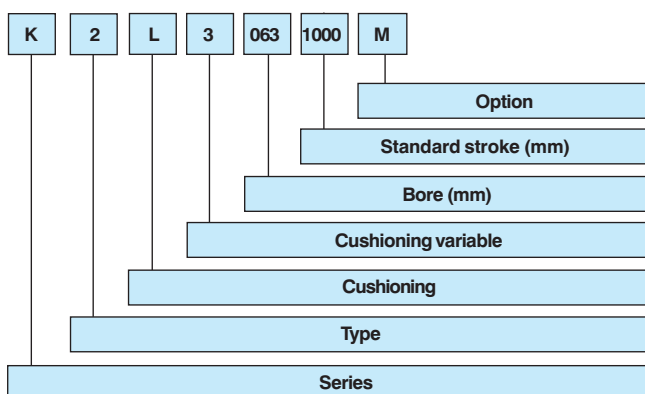 K 2 L 3 063 1000 M
Option
Standard stroke (mm)
Bore (mm)
Cushioning variable
Cushioning
Type
Series